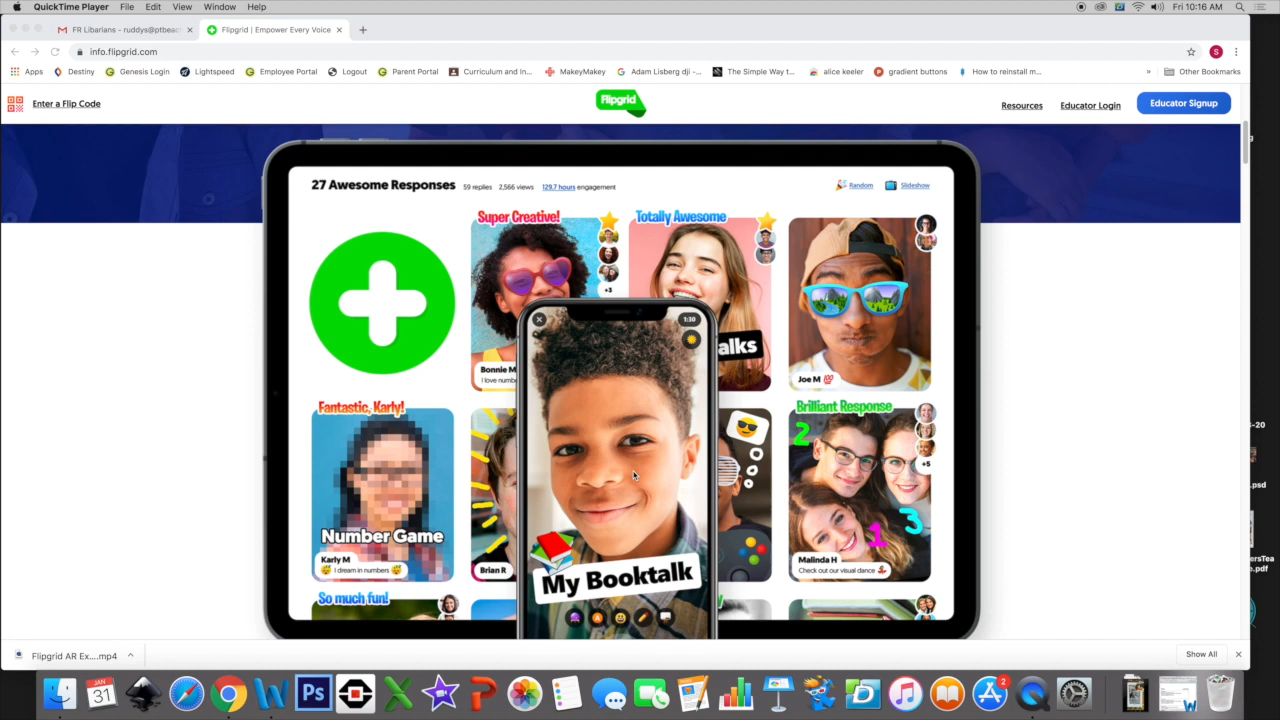 QuickTime Player File Edit View Window Help Fri 10:16 AM
FR Libarians - ruddys@ptbeac × Flipgrid | Empower Every Voice × +
info.flipgrid.com S
Apps Destiny Genesis Login Lightspeed Employee Portal Logout Parent Portal Curriculum and In... MakeyMakey Adam Lisberg dji -... The Simple Way t... alice keeler gradient buttons How to reinstall m... » Other Bookmarks
Enter a Flip Code Flipgrid Resources Educator Login Educator Signup
27 Awesome Responses 59 replies 2,566 views 129.7 hours engagement Random Slideshow
Super Creative! Totally Awesome
+3
1:30
alks
Bonnie M
I love numbe
Joe M 💯
Fantastic, Karly! Brilliant Response
2
+5
Number Game
1 3
Karly M
I dream in numbers
Brian R
My Booktalk
Malinda H
Check out our visual dance
So much fun!
-20
.psd
ersTea
e.pdf
Flipgrid AR Ex....mp4 Show All
JAN
31
W Ps X P 2